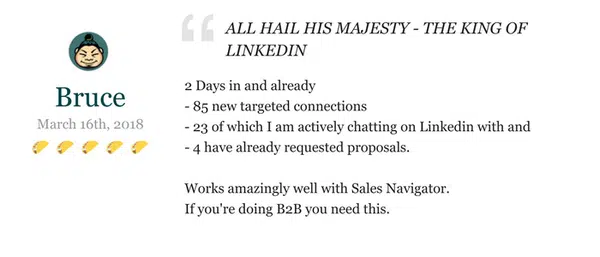 ALL HAIL HIS MAJESTY - THE KING OF
LINKEDIN
Bruce
March 16th, 2018
2 Days in and already
- 85 new targeted connections
- 23 of which I am actively chatting on Linkedin with and
- 4 have already requested proposals.
Works amazingly well with Sales Navigator.
If you're doing B2B you need this.